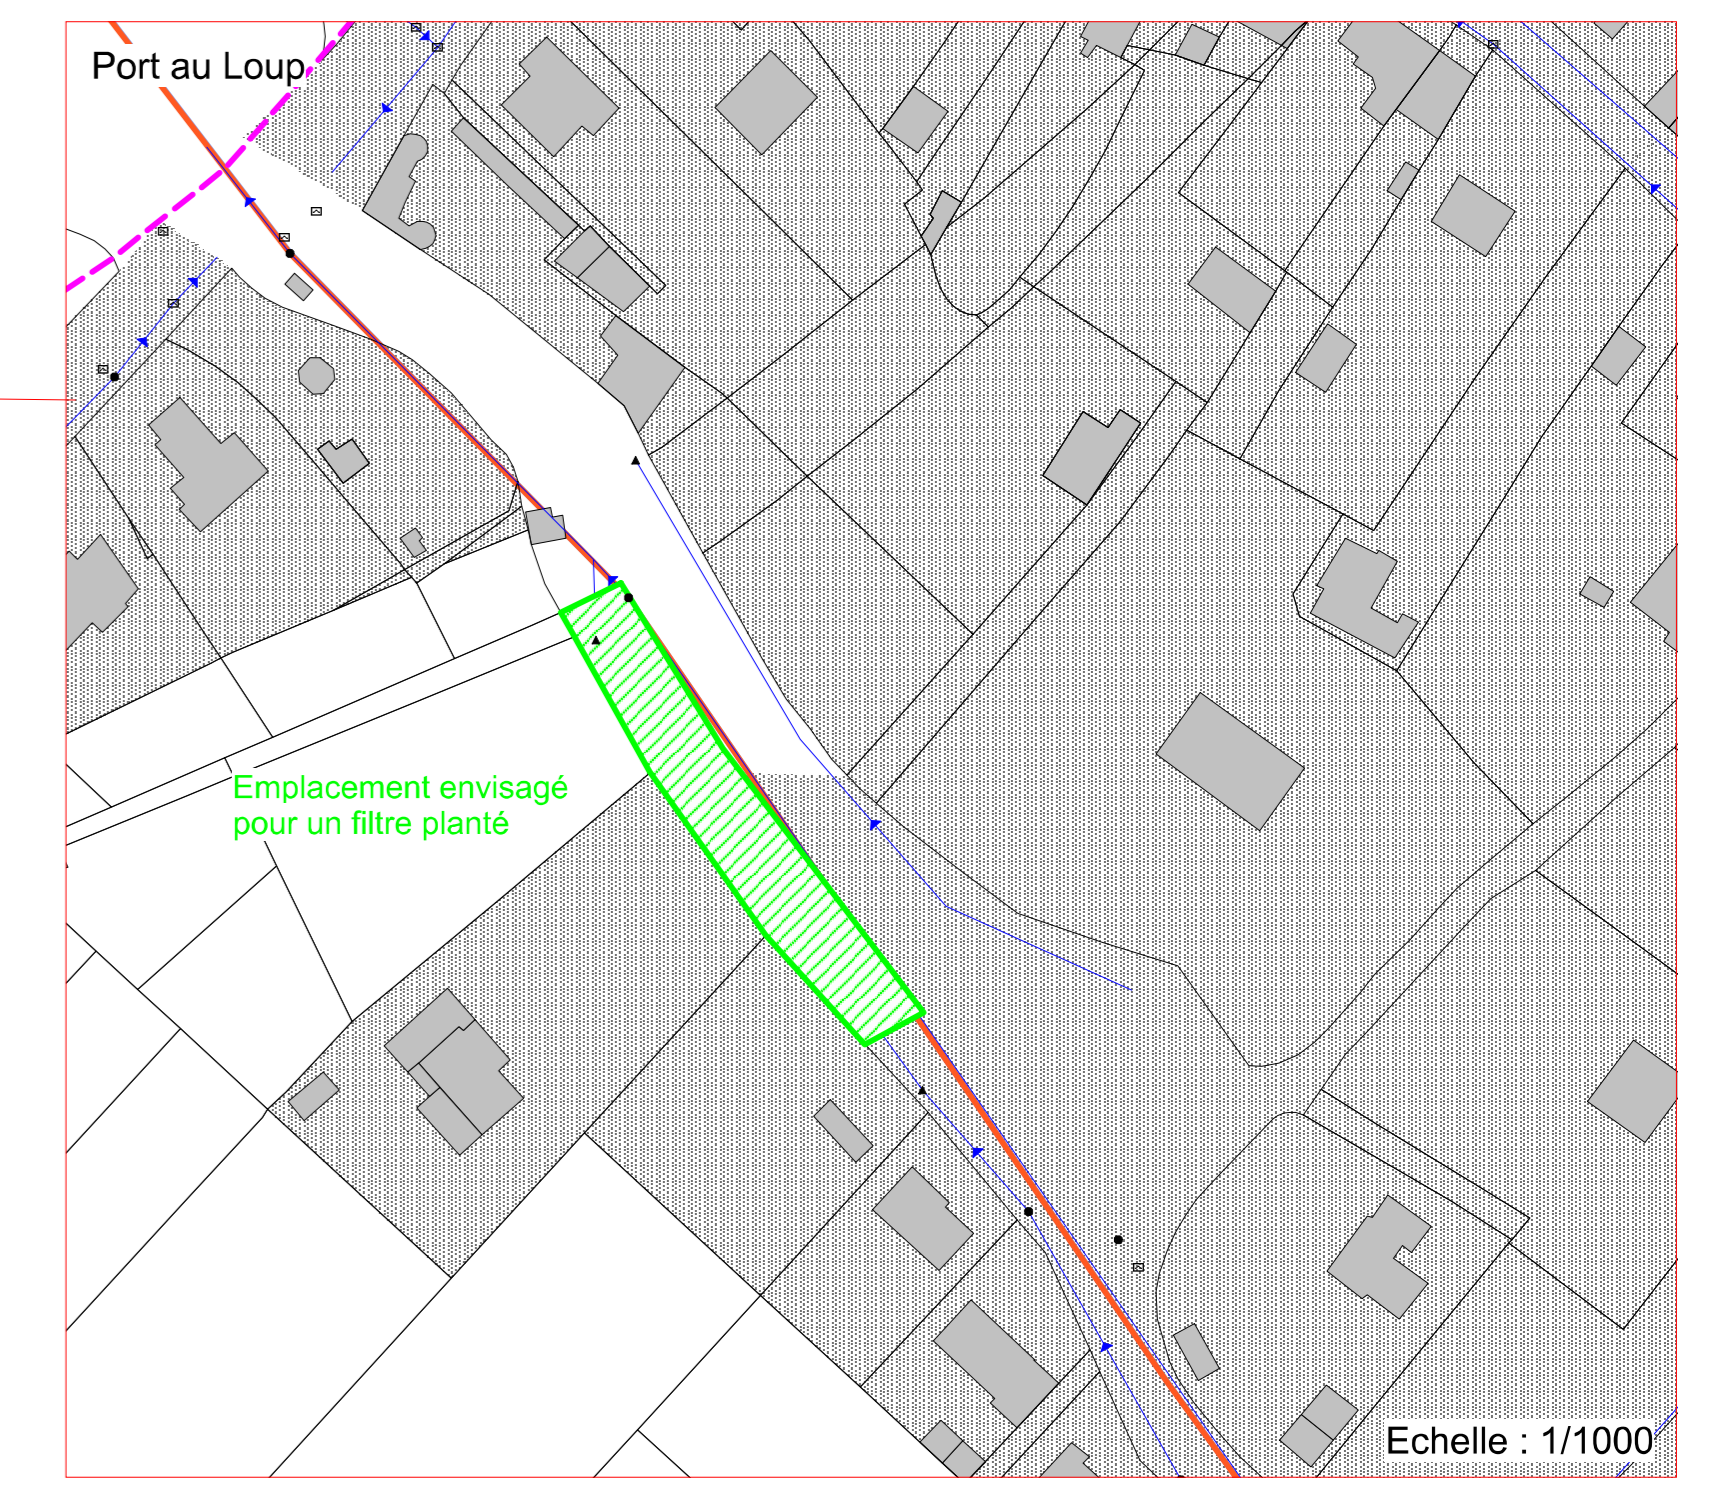 Port au Loup
Emplacement envisagé
pour un filtre planté
Echelle : 1/1000